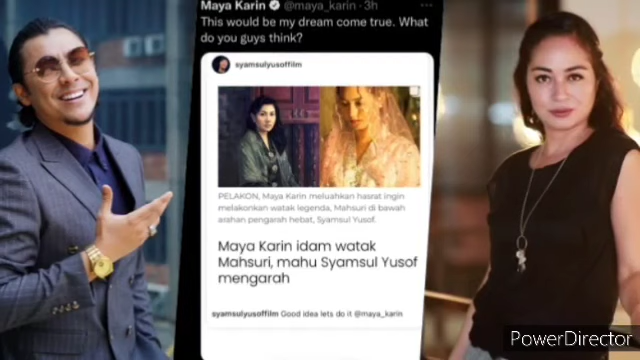 Maya Karin @maya_karin · 3h
This would be my dream come true. What
do you guys think?
syamsulyusoffilm
PELAKON, Maya Karin meluahkan hasrat ingin
melakonkan watak legenda, Mahsuri di bawah
arahan pengarah hebat, Syamsul Yusof.
Maya Karin idam watak
Mahsuri, mahu Syamsul Yusof
mengarah
syamsulyusoffilm Good idea lets do it @maya_karin
PowerDirector